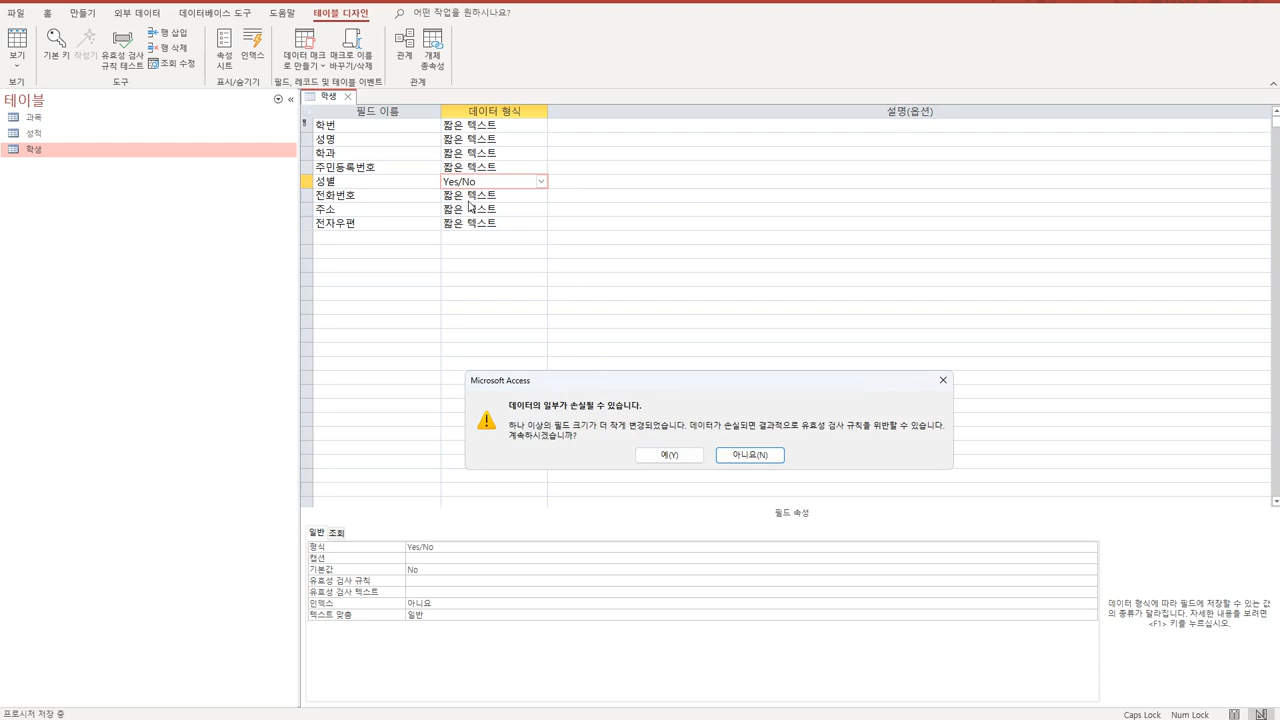 파일 홈 만들기 외부 데이터 데이터베이스 도구 도움말 테이블 디자인 어떤 작업을 원하시나요?
보기
기본 키
작성기
유효성 검사
규칙 테스트
행 삽입
행 삭제
조회 수정
속성
시트
인덱스
데이터 매크
로 만들기
매크로 이름
바꾸기/삭제
관계
개체
종속성
보기 도구 표시/숨기기 필드, 레코드 및 테이블 이벤트 관계
테이블
과목
성적
학생
학생
필드 이름 데이터 형식 설명(옵션)
학번 짧은 텍스트
성명 짧은 텍스트
학과 짧은 텍스트
주민등록번호 짧은 텍스트
성별 Yes/No
전화번호 짧은 텍스트
주소 짧은 텍스트
전자우편 짧은 텍스트
Microsoft Access
데이터의 일부가 손실될 수 있습니다.
하나 이상의 필드 크기가 더 작게 변경되었습니다. 데이터가 손실되면 결과적으로 유효성 검사 규칙을 위반할 수 있습니다.
계속하시겠습니까?
예(Y) 아니요(N)
필드 속성
일반 조회
형식 Yes/No
캡션
기본값 No
유효성 검사 규칙
유효성 검사 텍스트
인덱스 아니요
텍스트 맞춤 일반
데이터 형식에 따라 필드에 저장할 수 있는 값
의 종류가 달라집니다. 자세한 내용을 보려면
<F1> 키를 누르십시오.
프로시저 저장 중
Caps Lock Num Lock